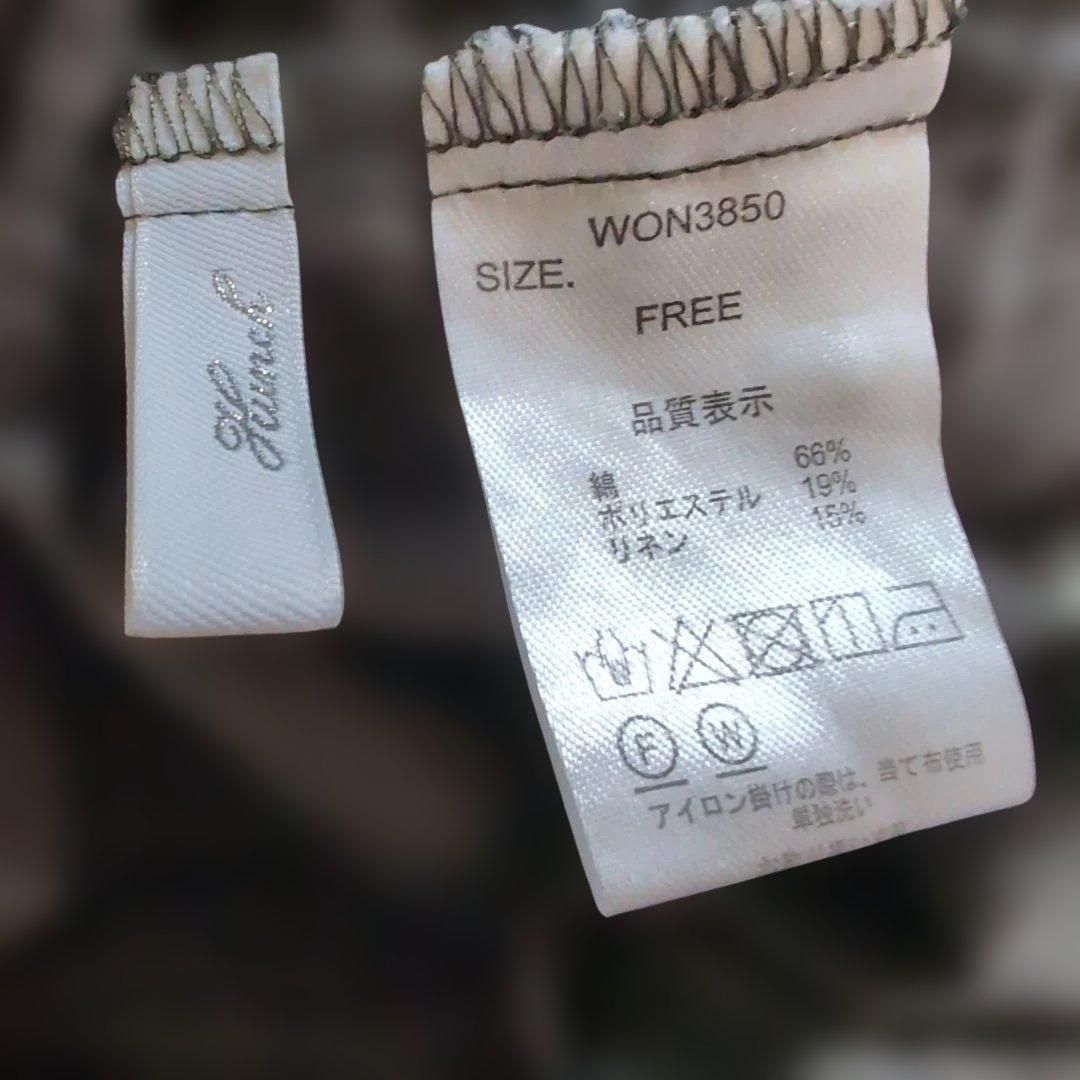 WON3850
SIZE.
FREE
品質表示
綿 66%
ポリエステル 19%
リネン 15%
F W
アイロン掛けの際は、当て布使用
単独洗い